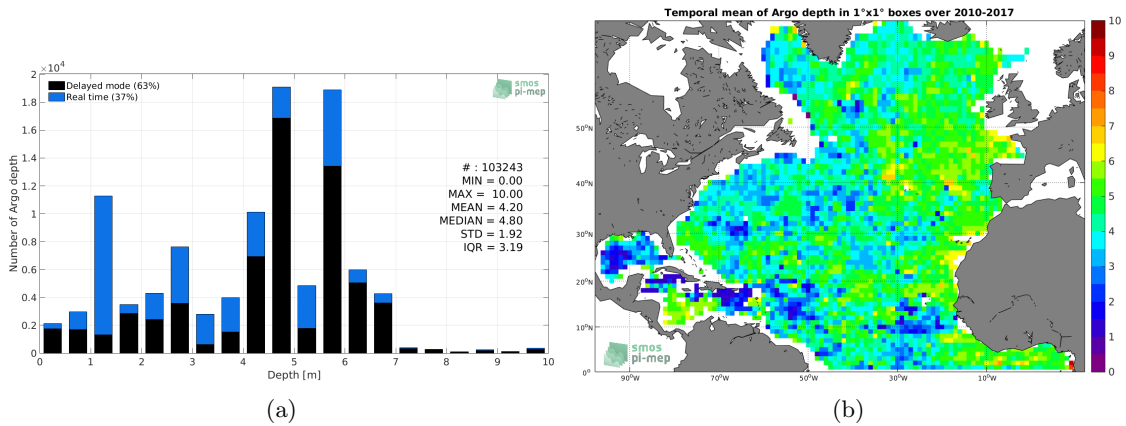 ×10⁴
2
1.8
1.6
1.4
1.2
1
0.8
0.6
0.4
0.2
0
Number of Argo depth
Delayed mode (63%)
Real time (37%)
smos
pi-mep
# : 103243
MIN = 0.00
MAX = 10.00
MEAN = 4.20
MEDIAN = 4.80
STD = 1.92
IQR = 3.19
0 1 2 3 4 5 6 7 8 9 10
Depth [m]
(a)
Temporal mean of Argo depth in 1°x1° boxes over 2010-2017
50°N
40°N
30°N
20°N
10°N
0°
90°W 70°W 50°W 30°W 10°W
smos
pi-mep
10
9
8
7
6
5
4
3
2
1
0
(b)